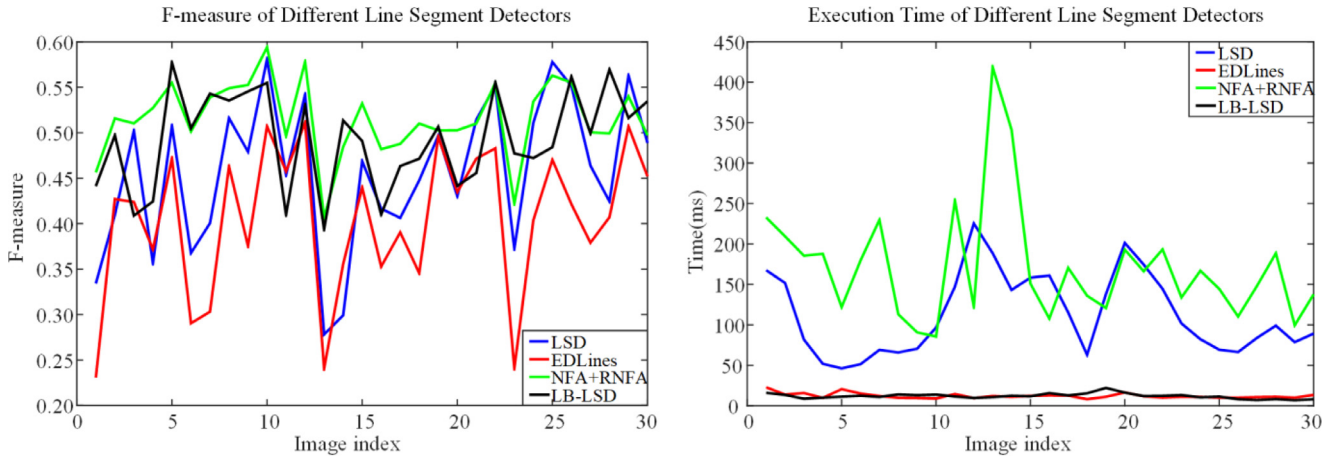 F-measure of Different Line Segment Detectors
0.60
0.55
0.50
0.45
0.40
0.35
0.30
0.25
0.20
F-measure
0
5
10
15
20
25
30
Image index
LSD
EDLines
NFA+RNFA
LB-LSD
Execution Time of Different Line Segment Detectors
450
400
350
300
250
200
150
100
50
0
Time(ms)
0
5
10
15
20
25
30
Image index
LSD
EDLines
NFA+RNFA
LB-LSD